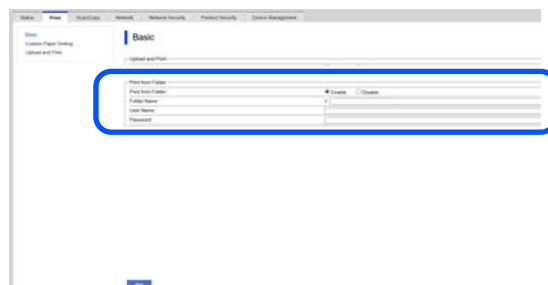 Status Print Scan/Copy Network Network Security Product Security Device Management
Basic
Custom Paper Setting
Upload and Print
Basic
Upload and Print
Print from Folder
Print from Folder: Enable Disable
Folder Name:
User Name:
Password: